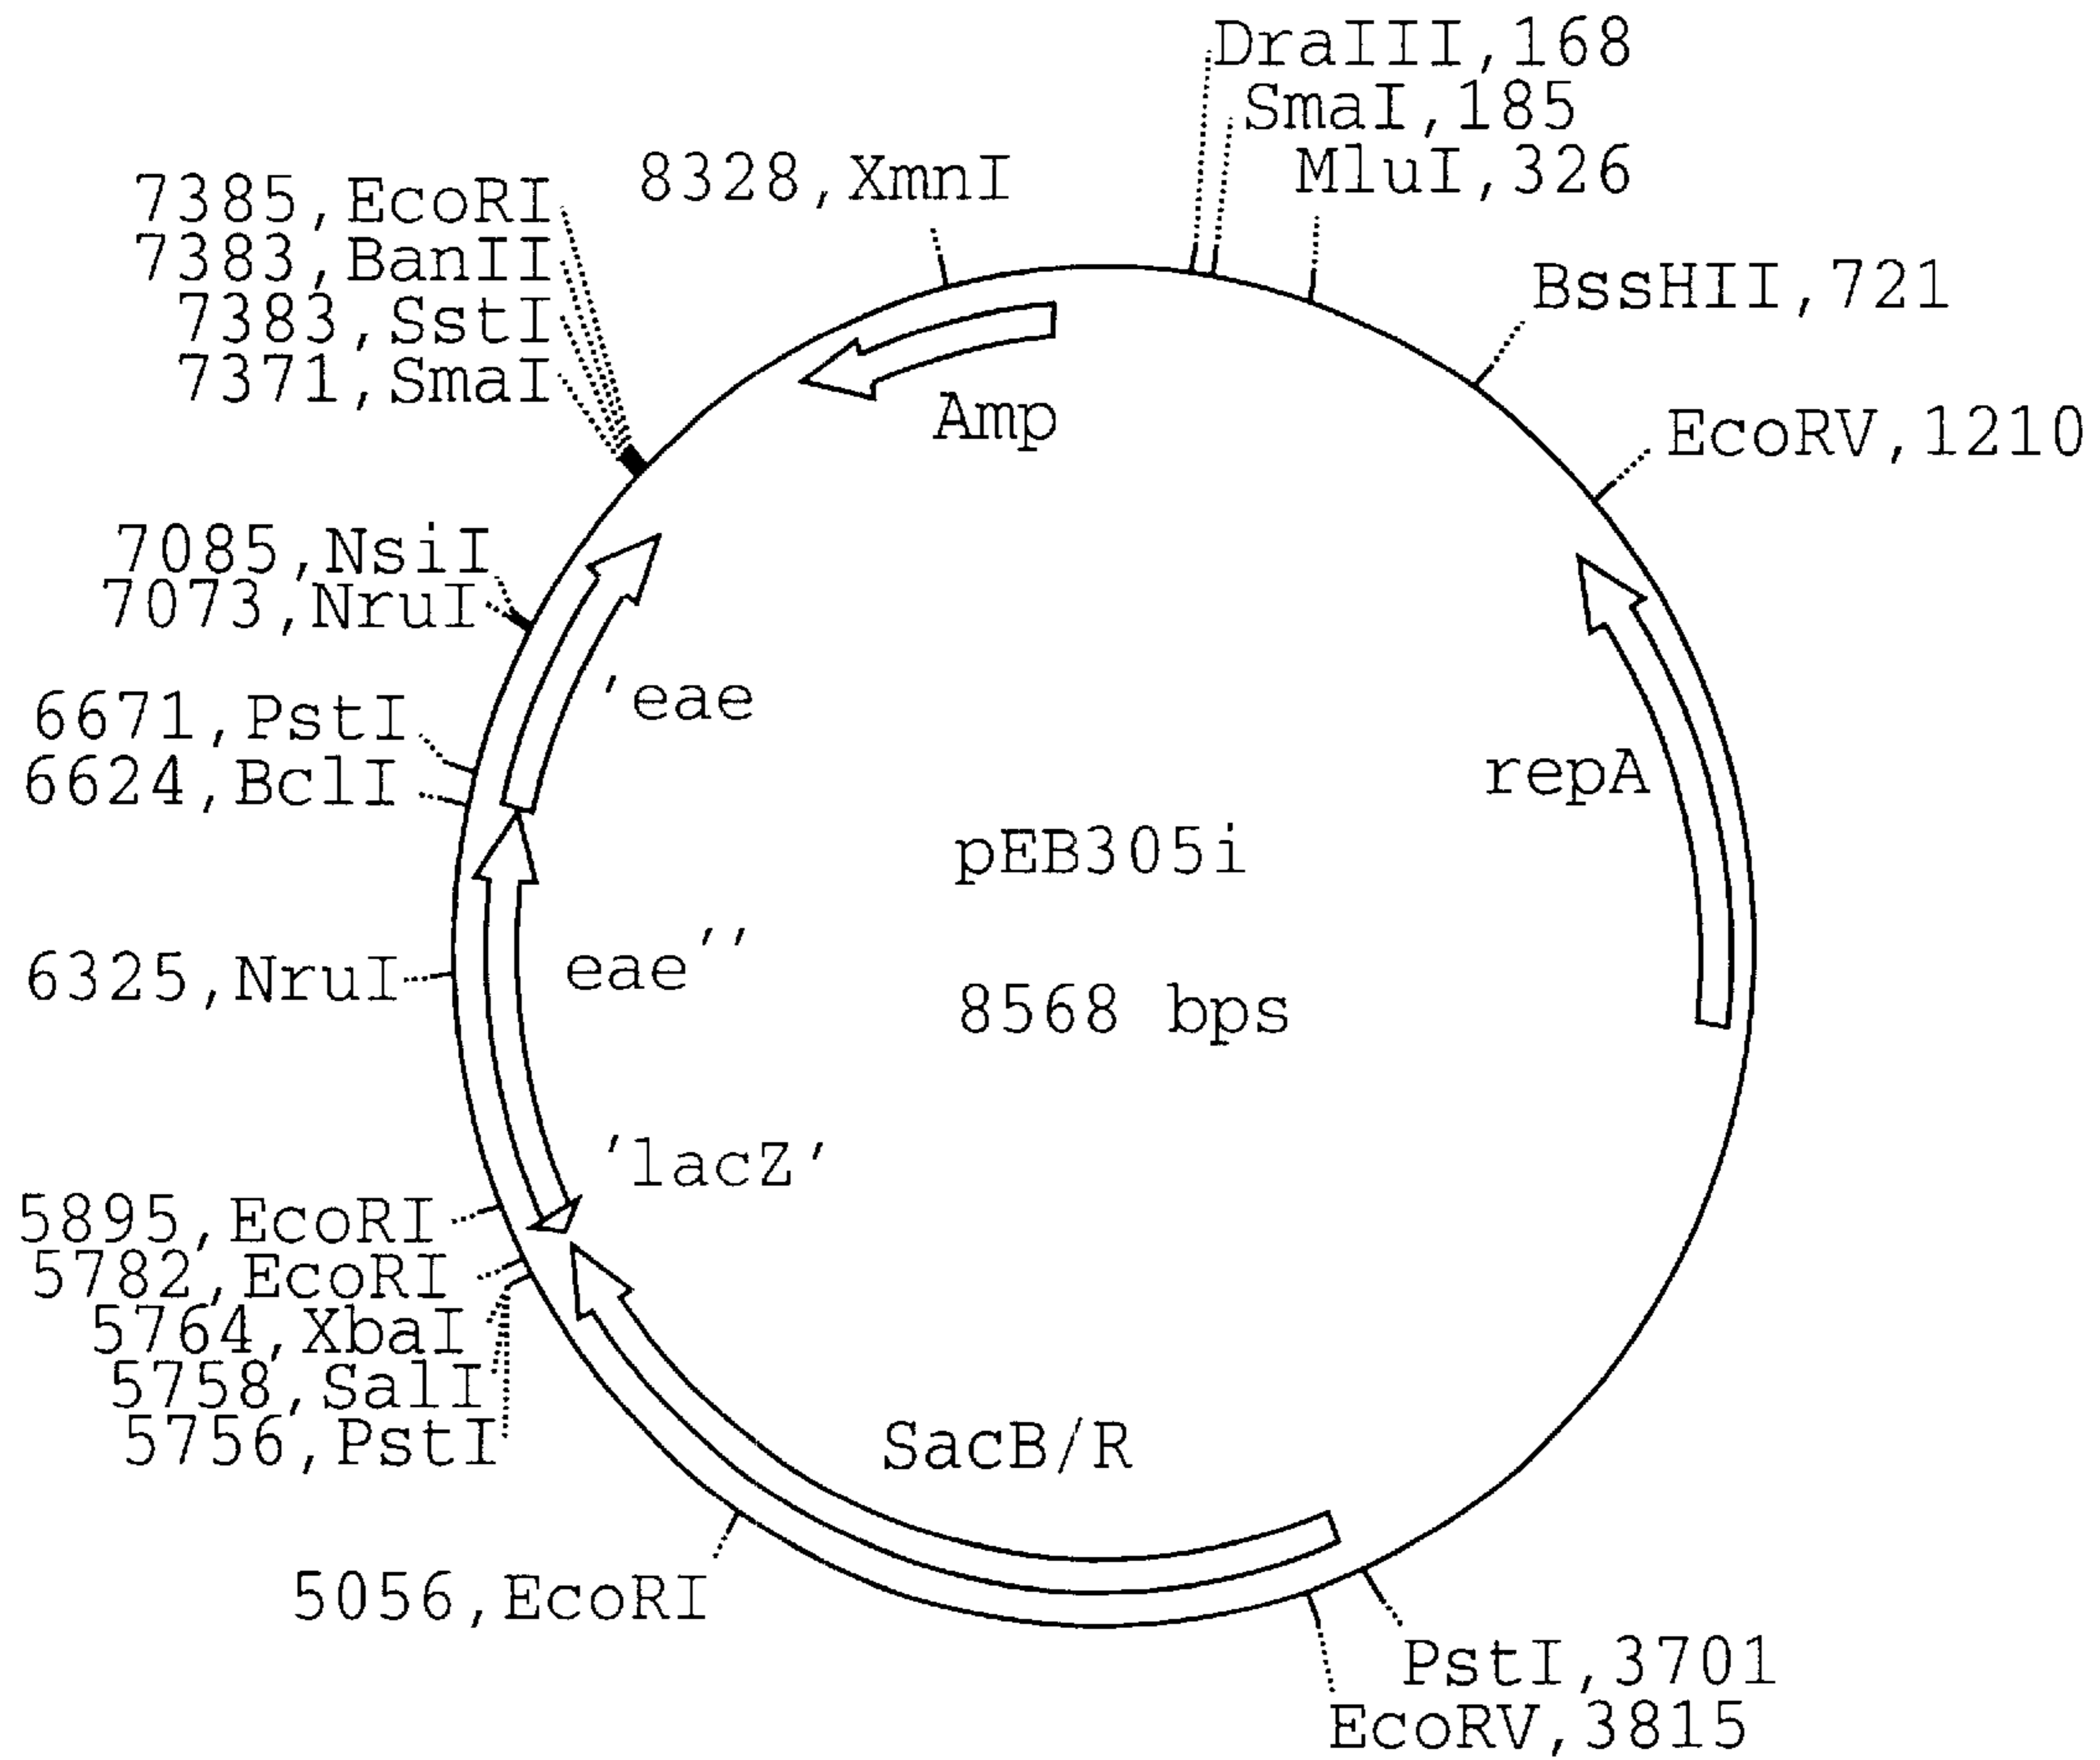 DraIII,168
SmaI,185
MluI,326
8328,XmnI
7385,EcoRI
7383,BanII
7383,SstI
7371,SmaI
BssHII,721
EcoRV,1210
Amp
7085,NsiI
7073,NruI
'eae
6671,PstI
6624,BclI
repA
pEB305i
8568 bps
6325,NruI
eae''
'lacZ'
5895,EcoRI
5782,EcoRI
5764,XbaI
5758,SalI
5756,PstI
SacB/R
5056,EcoRI
PstI,3701
EcoRV,3815